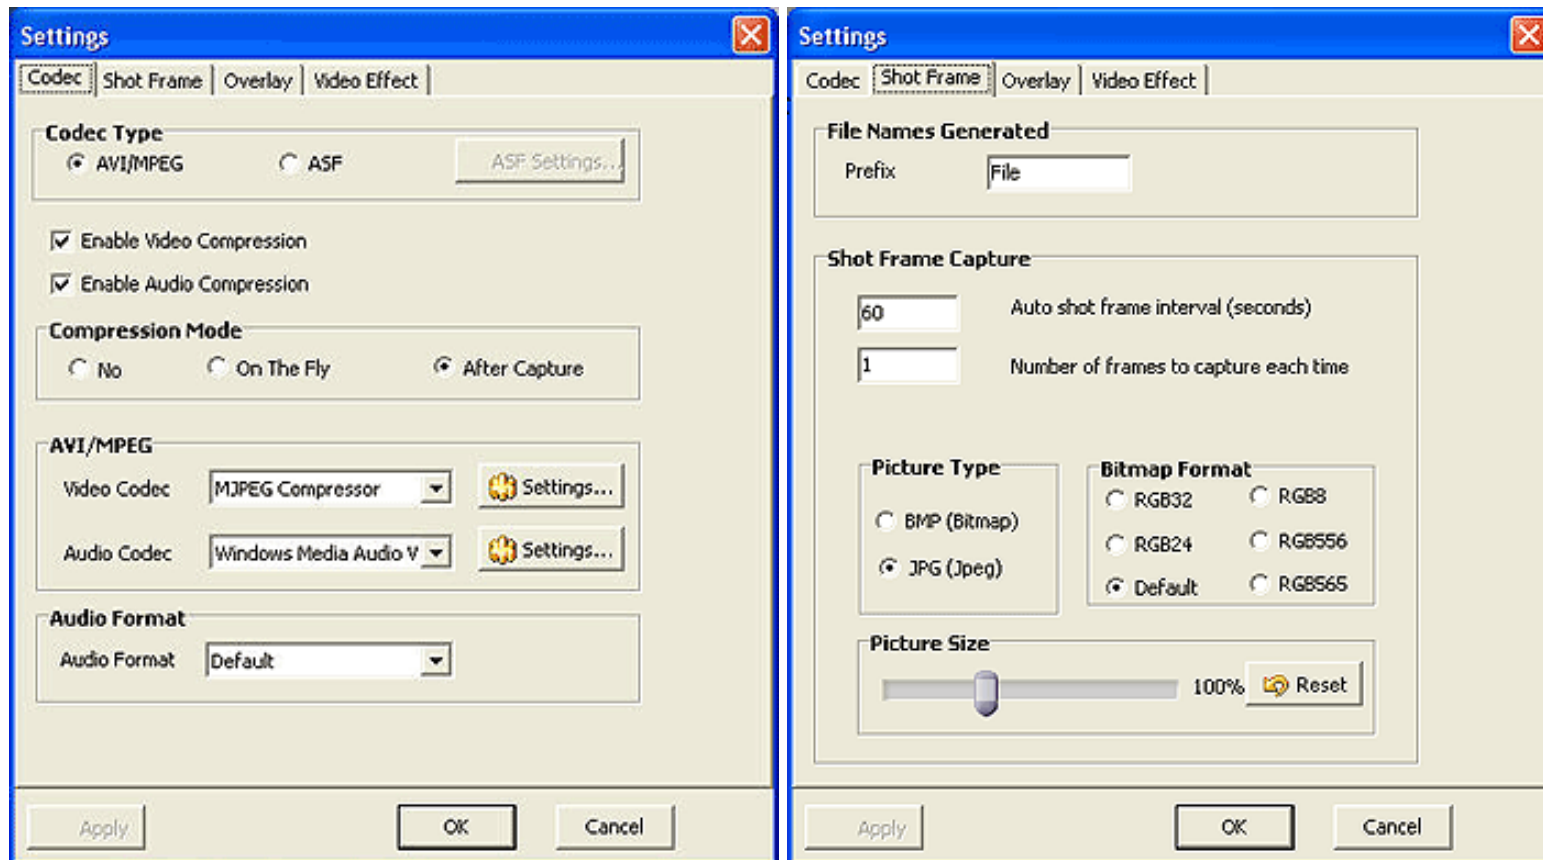 Settings
Codec Shot Frame Overlay Video Effect
Codec Type
AVI/MPEG ASF ASF Settings...
Enable Video Compression
Enable Audio Compression
Compression Mode
No On The Fly After Capture
AVI/MPEG
Video Codec MJPEG Compressor Settings...
Audio Codec Windows Media Audio V Settings...
Audio Format
Audio Format Default
Apply OK Cancel
Settings
Codec Shot Frame Overlay Video Effect
File Names Generated
Prefix File
Shot Frame Capture
60 Auto shot frame interval (seconds)
1 Number of frames to capture each time
Picture Type
BMP (Bitmap)
JPG (Jpeg)
Bitmap Format
RGB32 RGB8
RGB24 RGB556
Default RGB565
Picture Size
100% Reset
Apply OK Cancel